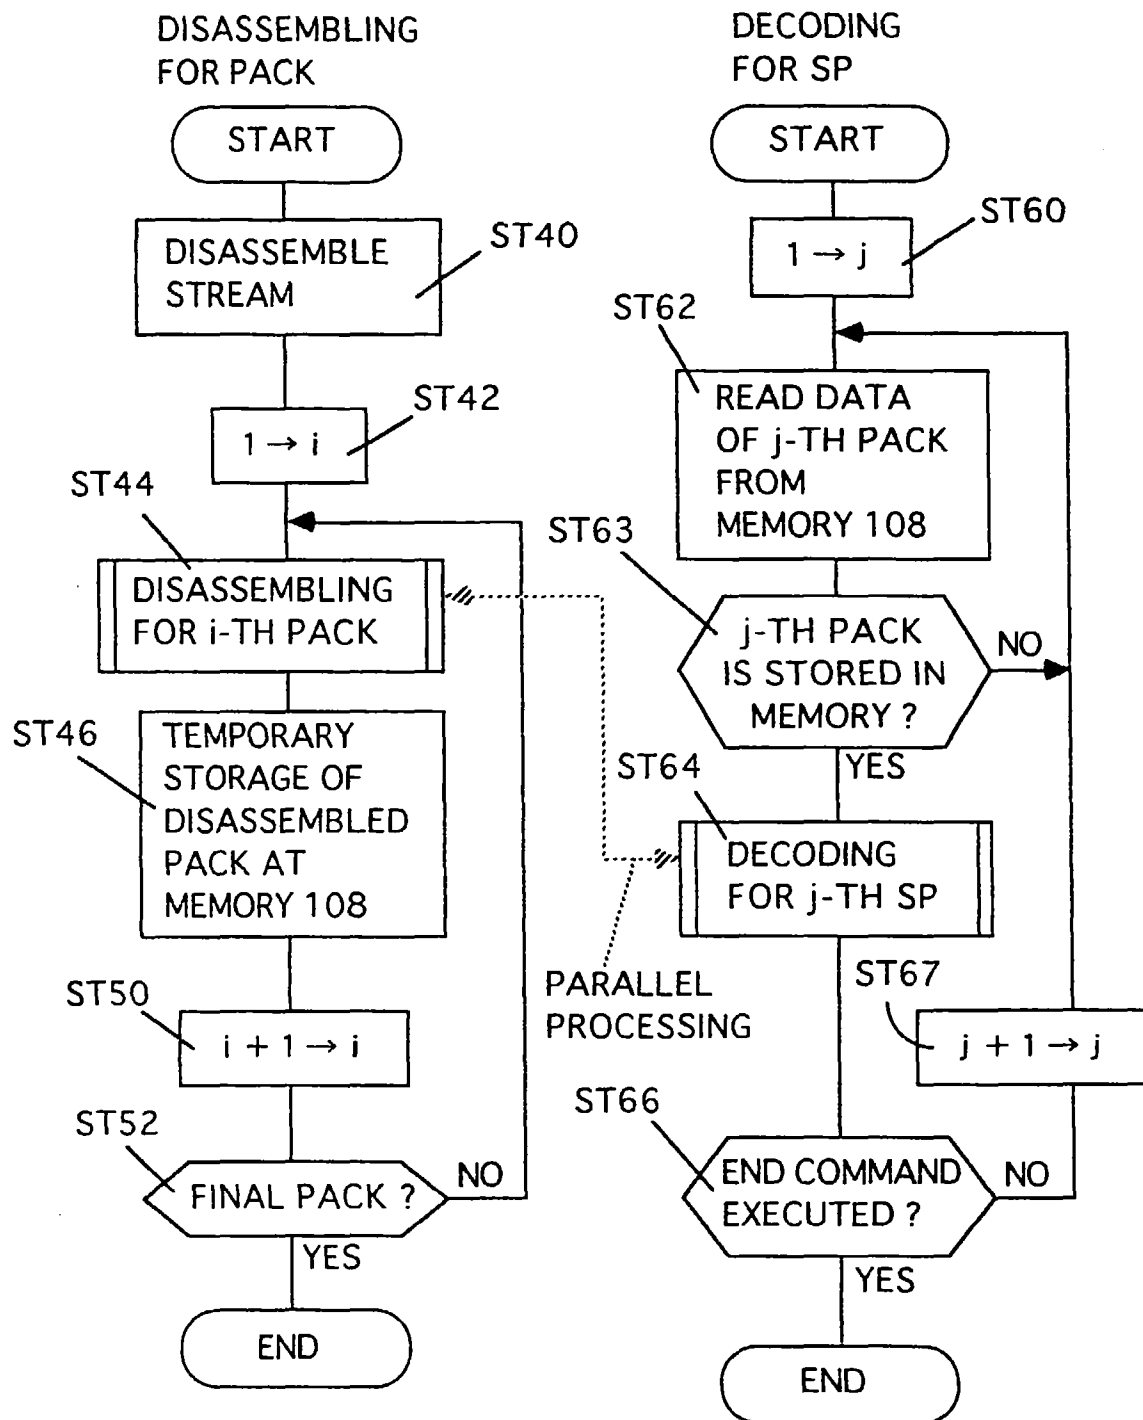 DISASSEMBLING
FOR PACK
START
ST40
DISASSEMBLE
STREAM
ST42
1 → i
ST44
DISASSEMBLING
FOR i-TH PACK
ST46
TEMPORARY
STORAGE OF
DISASSEMBLED
PACK AT
MEMORY 108
ST50
i + 1 → i
ST52
FINAL PACK ?
NO
YES
END
PARALLEL
PROCESSING
DECODING
FOR SP
START
ST60
1 → j
ST62
READ DATA
OF j-TH PACK
FROM
MEMORY 108
ST63
j-TH PACK
IS STORED IN
MEMORY ?
NO
YES
ST64
DECODING
FOR j-TH SP
ST67
j + 1 → j
ST66
END COMMAND
EXECUTED ?
NO
YES
END